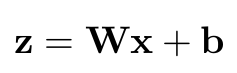 z = Wx + b